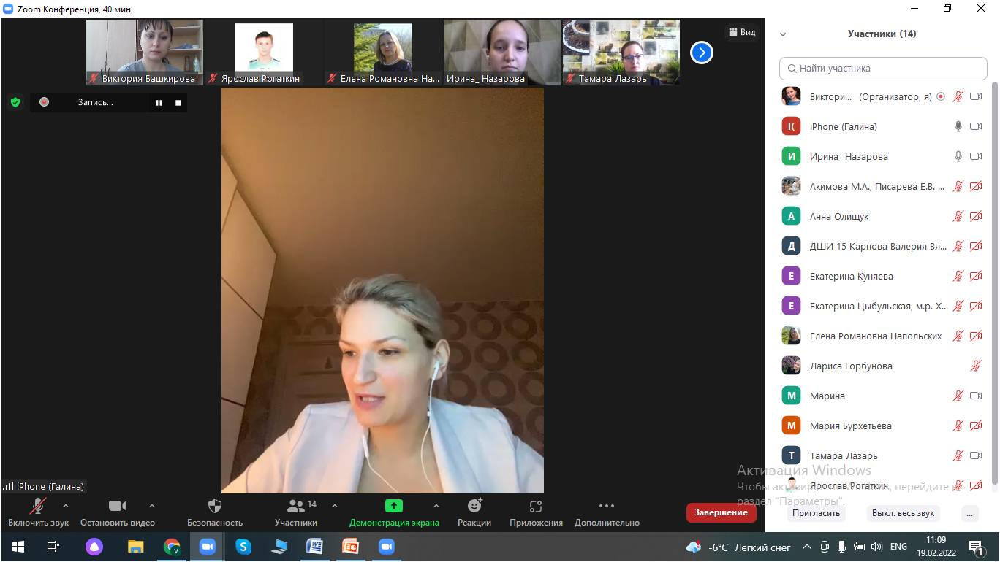 Zoom Конференция, 40 мин
Виктория Башкирова
Ярослав Рогаткин
Елена Романовна На...
Ирина_ Назарова
Тамара Лазарь
Вид
Запись...
iPhone (Галина)
Включить звук
Остановить видео
Безопасность
Участники
14
Демонстрация экрана
Реакции
Приложения
Дополнительно
Завершение
Участники (14)
Найти участника
Виктори... (Организатор, я)
I( iPhone (Галина)
И Ирина_ Назарова
Акимова М.А., Писарева Е.В. ...
А Анна Олищук
Д ДШИ 15 Карпова Валерия Вя...
Е Екатерина Куняева
Е Екатерина Цыбульская, м.р. Х...
Елена Романовна Напольских
Лариса Горбунова
М Марина
М Мария Бурхетьева
Т Тамара Лазарь
Ярослав Рогаткин
Активация Windows
Чтобы активировать Windows, перейдите в
раздел "Параметры".
Пригласить
Выкл. весь звук
...
-6°C Легкий снег
ENG
11:09
19.02.2022
1